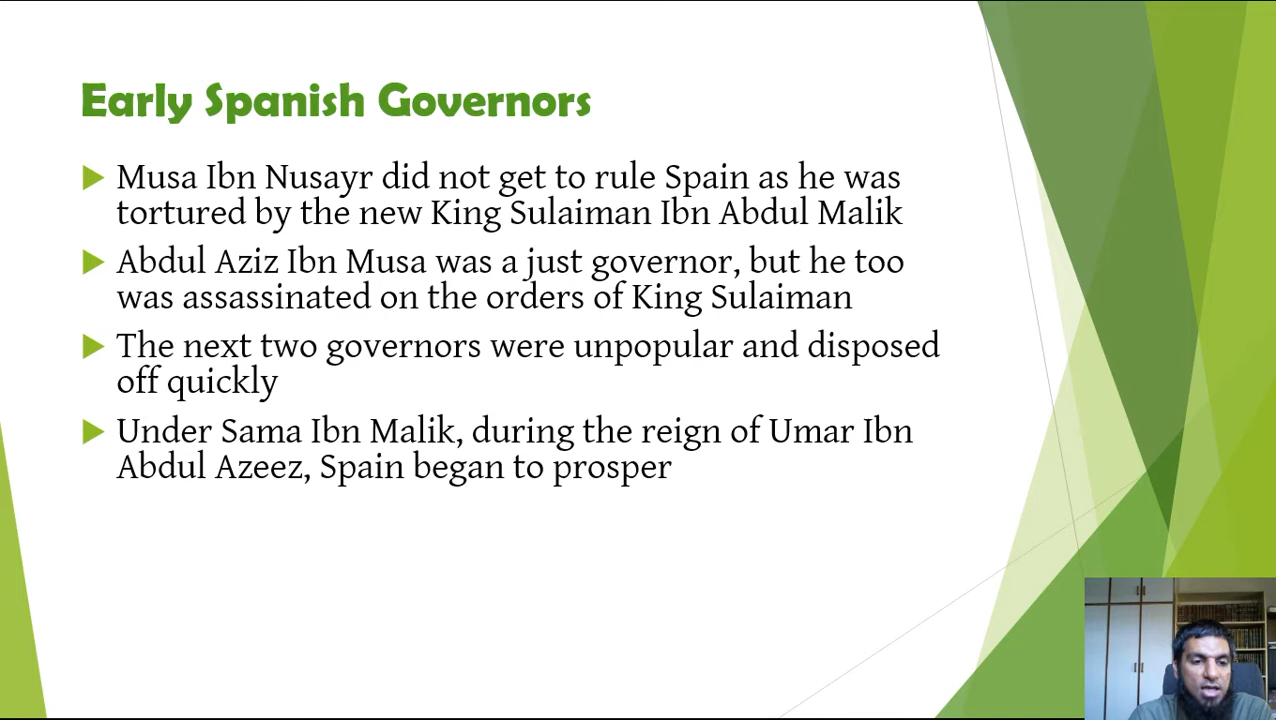 Early Spanish Governors
Musa Ibn Nusayr did not get to rule Spain as he was
tortured by the new King Sulaiman Ibn Abdul Malik
Abdul Aziz Ibn Musa was a just governor, but he too
was assassinated on the orders of King Sulaiman
The next two governors were unpopular and disposed
off quickly
Under Sama Ibn Malik, during the reign of Umar Ibn
Abdul Azeez, Spain began to prosper